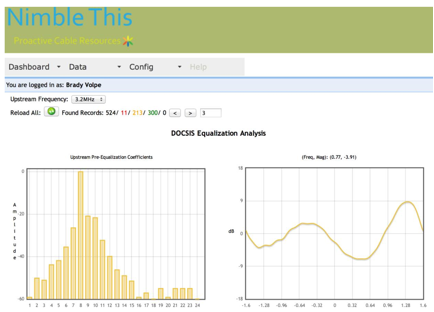 Nimble This
Proactive Cable Resources
Dashboard Data Config Help
You are logged in as: Brady Volpe
Upstream Frequency: 3.2MHz
Reload All: Found Records: 524/ 11/ 213/ 300/ 0 < > 3
DOCSIS Equalization Analysis
Upstream Pre-Equalization Coefficients
(Freq, Mag): (0.77, -3.91)
Amplitude
0
-20
-40
-60
1 2 3 4 5 6 7 8 9 10 11 12 13 14 15 16 17 18 19 20 21 22 23 24
dB
18
9
0
-9
-18
-1.6 -1.28 -0.96 -0.64 -0.32 0 0.32 0.64 0.96 1.28 1.6